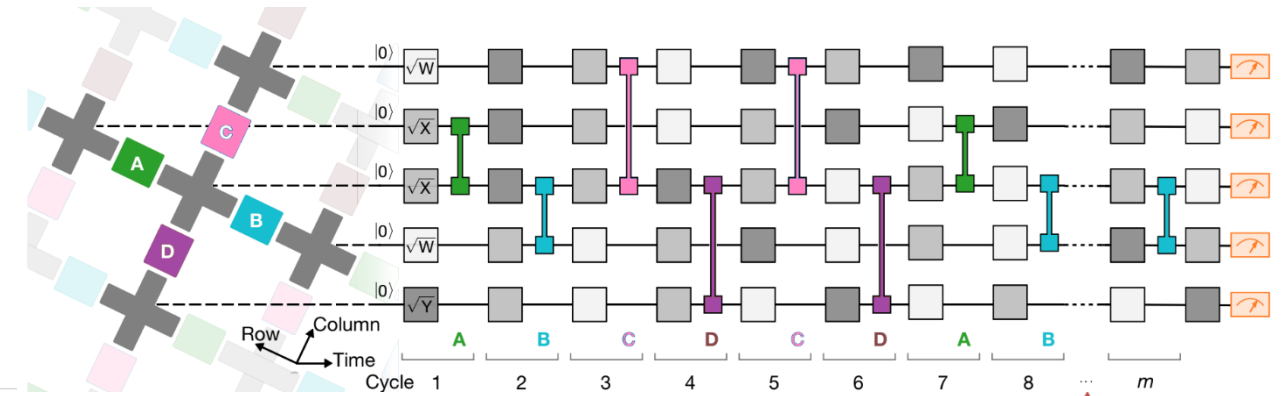 |0⟩
√W
|0⟩
√X
C
A
|0⟩
√X
B
|0⟩
√W
D
|0⟩
√Y
Row
Column
Time
A B C D C D A B
Cycle 1 2 3 4 5 6 7 8 ... m